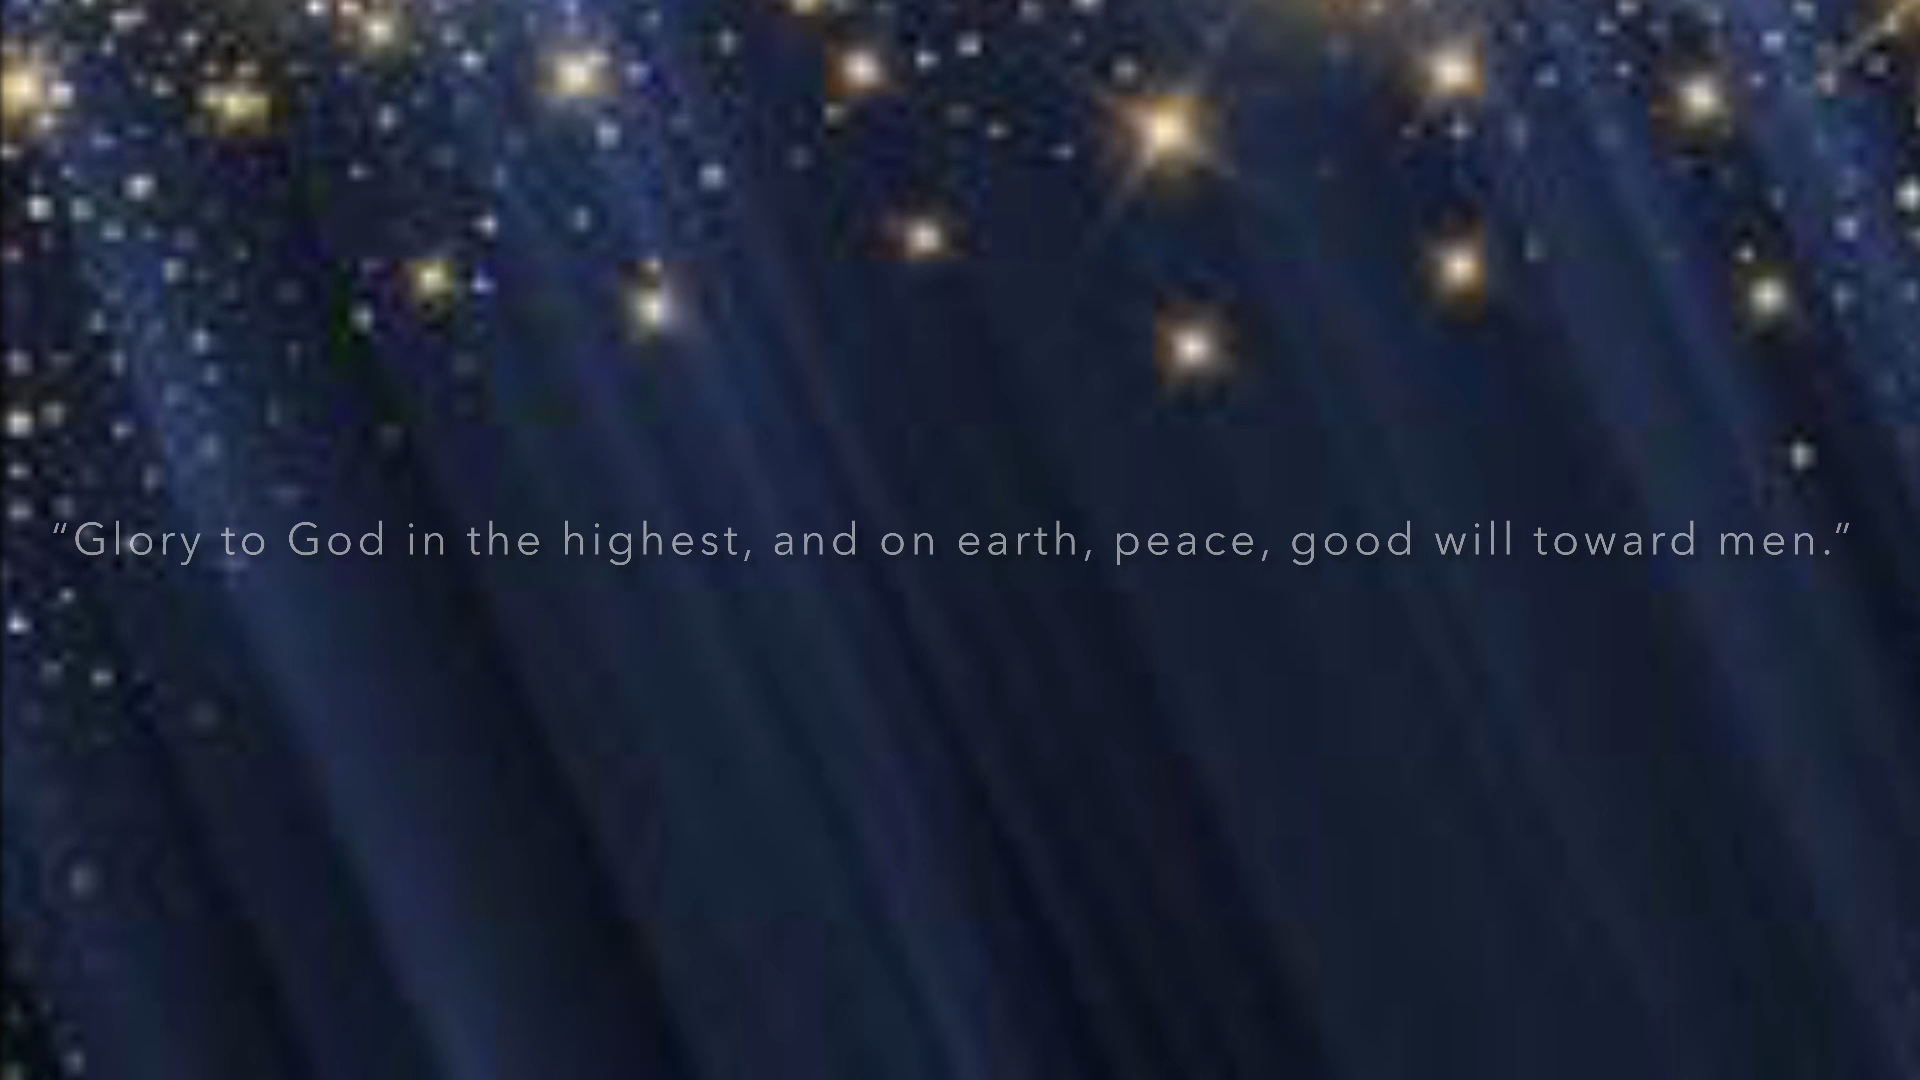 “Glory to God in the highest, and on earth, peace, good will toward men.”